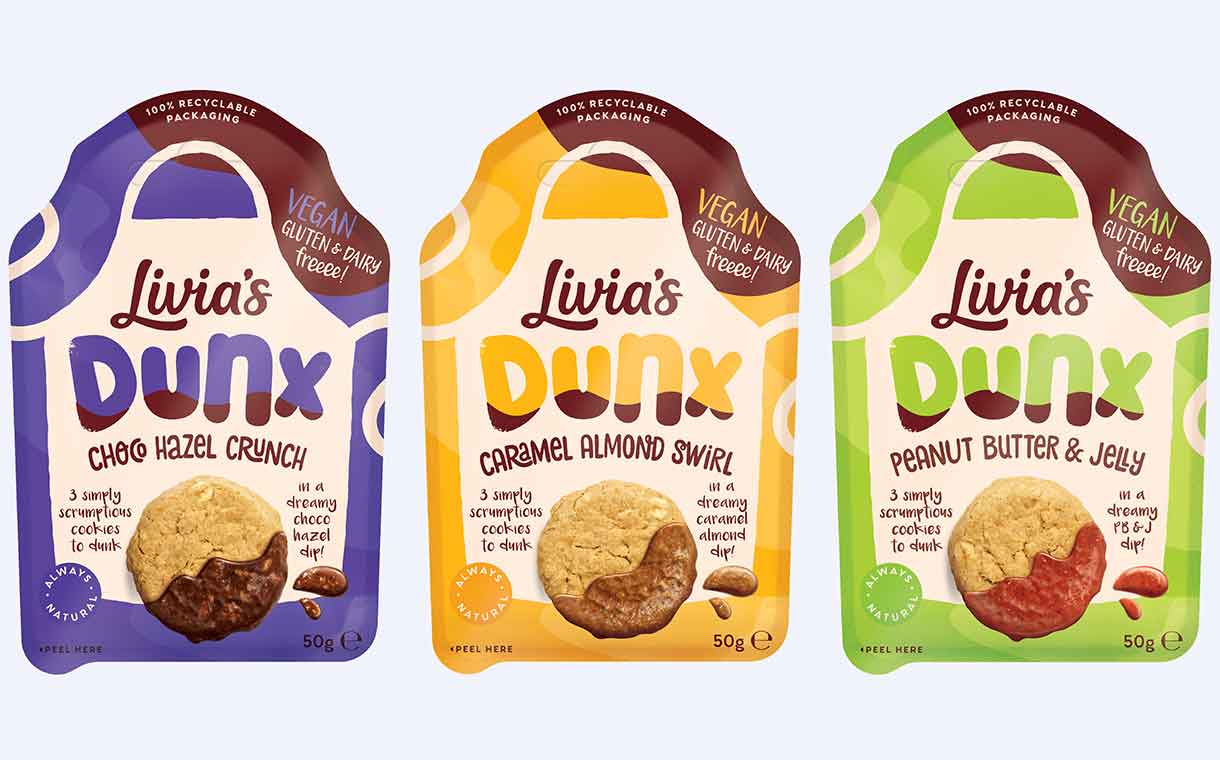 100% RECYCLABLE
PACKAGING
VEGAN
GLUTEN & DAIRY
freeee!
Livia's
DUNX
CHOCO HAZEL CRUNCH
3 simply
scrumptious
cookies
to dunk
in a
dreamy
choco
hazel
dip!
ALWAYS
NATURAL
PEEL HERE
50g ℮
100% RECYCLABLE
PACKAGING
VEGAN
GLUTEN & DAIRY
freeee!
Livia's
DUNX
CARAMEL ALMOND SWIRL
3 simply
scrumptious
cookies
to dunk
in a
dreamy
caramel
almond
dip!
ALWAYS
NATURAL
PEEL HERE
50g ℮
100% RECYCLABLE
PACKAGING
VEGAN
GLUTEN & DAIRY
freeee!
Livia's
DUNX
PEANUT BUTTER & JELLY
3 simply
scrumptious
cookies
to dunk
in a
dreamy
PB & J
dip!
ALWAYS
NATURAL
PEEL HERE
50g ℮